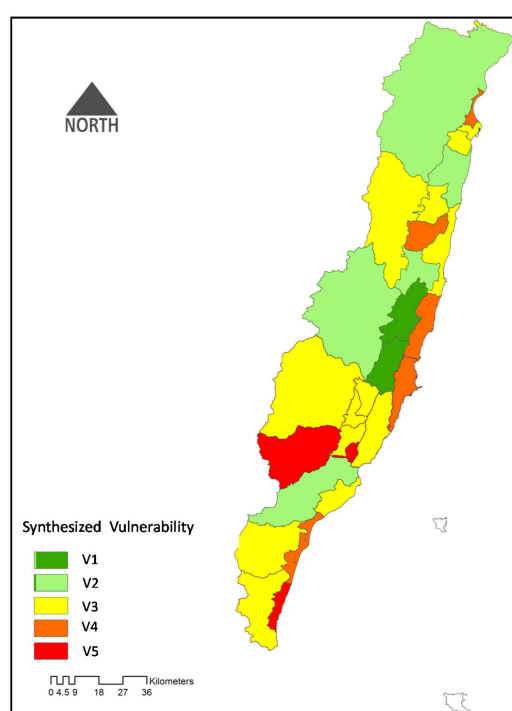 NORTH
Synthesized Vulnerability
V1
V2
V3
V4
V5
Kilometers
0 4.5 9 18 27 36